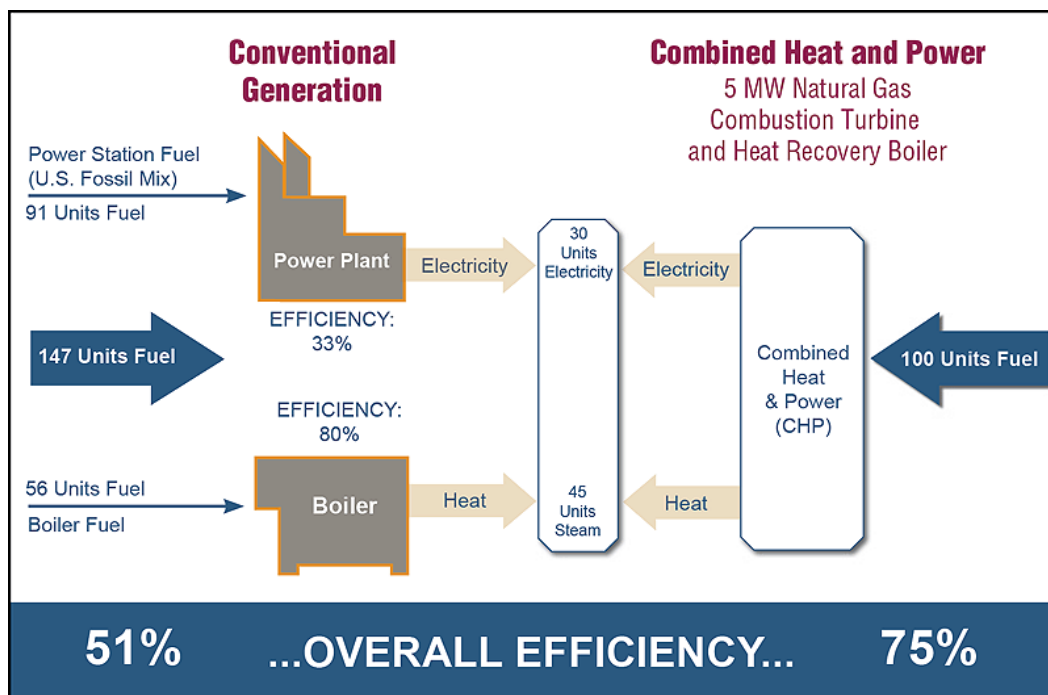 Conventional
Generation
Combined Heat and Power
5 MW Natural Gas
Combustion Turbine
and Heat Recovery Boiler
Power Station Fuel
(U.S. Fossil Mix)
91 Units Fuel
Power Plant
Electricity
30
Units
Electricity
Electricity
EFFICIENCY:
33%
147 Units Fuel
Combined
Heat
& Power
(CHP)
100 Units Fuel
EFFICIENCY:
80%
56 Units Fuel
Boiler Fuel
Boiler
Heat
45
Units
Steam
Heat
51% ...OVERALL EFFICIENCY... 75%